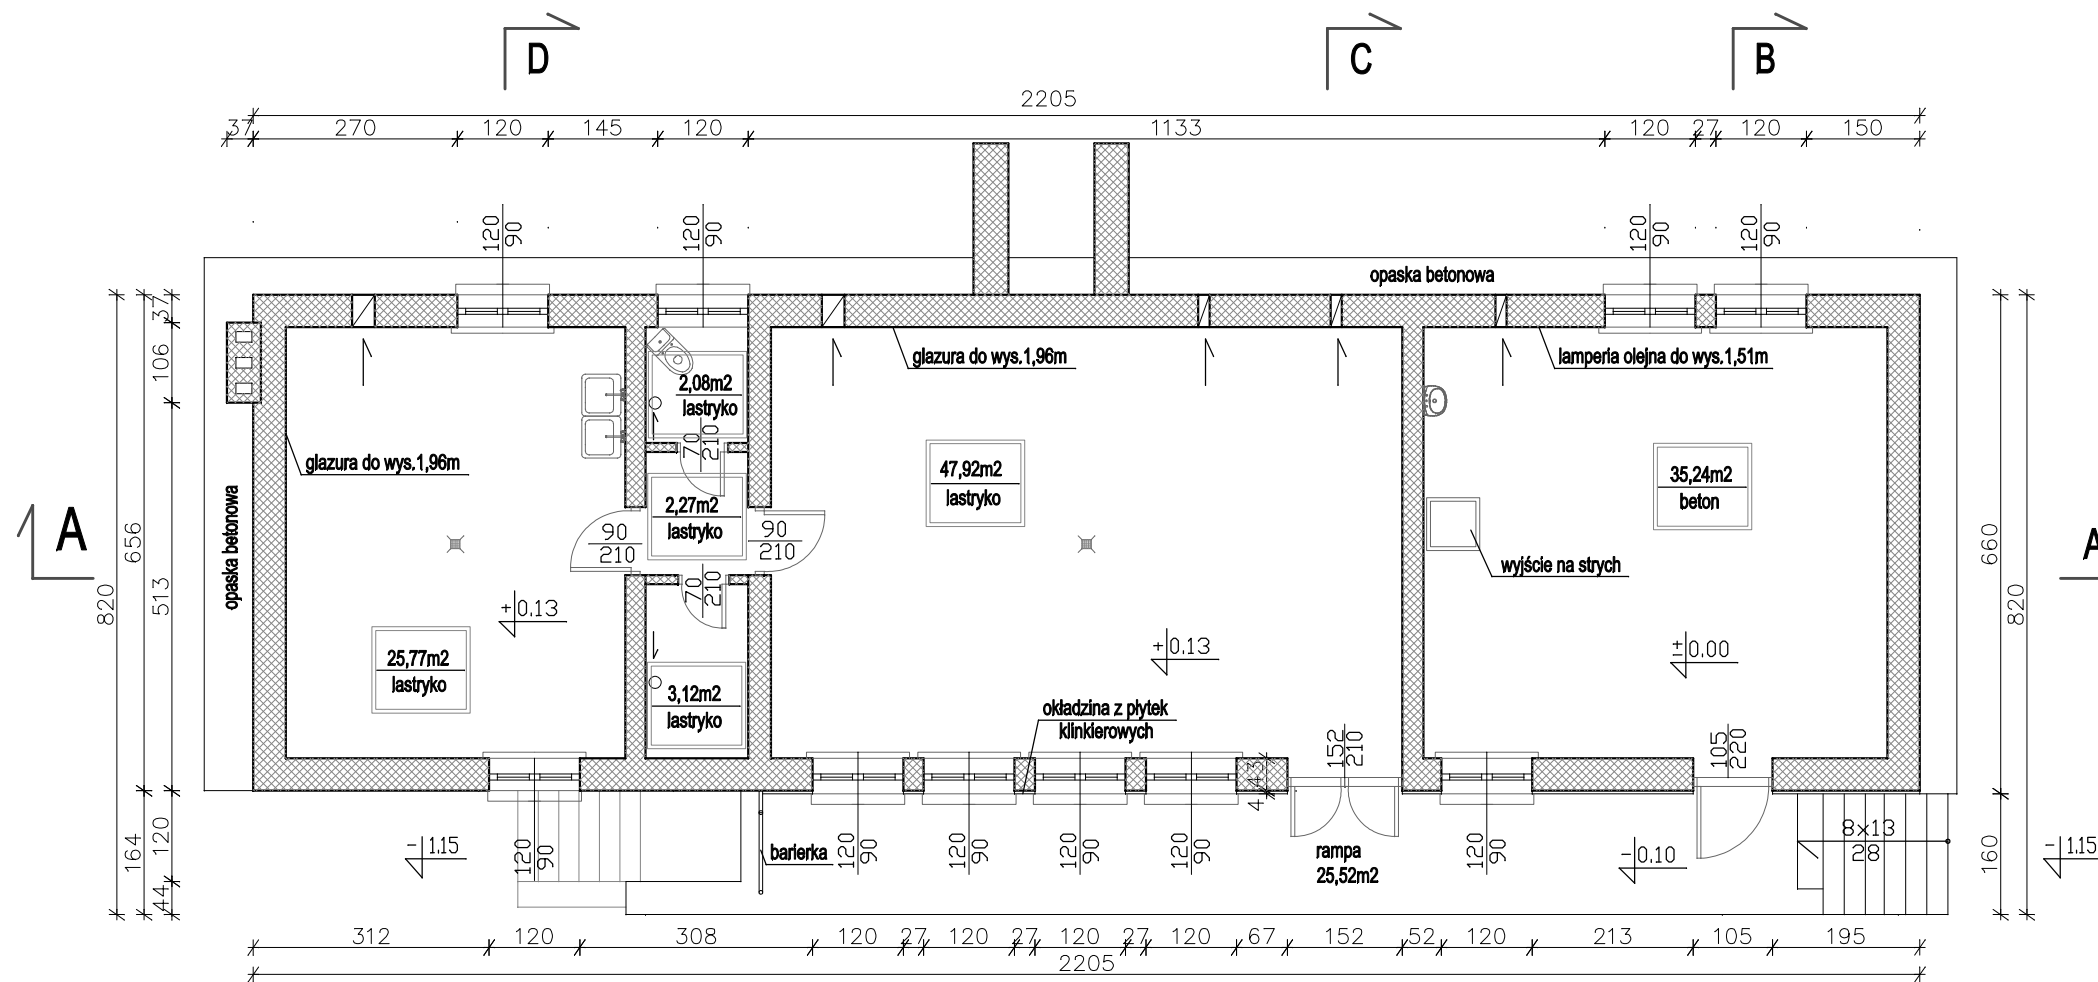 D
C
B
2205
37
270
120
145
120
1133
120
27
120
150
120
90
120
90
120
90
120
90
opaska betonowa
37
106
513
656
820
164
120
44
660
820
160
glazura do wys.1,96m
lamperia olejna do wys.1,51m
2,08m2
lastryko
70
210
glazura do wys.1,96m
47,92m2
lastryko
35,24m2
beton
opaska betonowa
A
A
2,27m2
lastryko
90
210
90
210
wyjście na strych
70
210
+0.13
+0.13
±0.00
25,77m2
lastryko
3,12m2
lastryko
okładzina z płytek
klinkierowych
152
210
105
220
43
44
-1.15
120
90
barierka
120
90
120
90
120
90
120
90
rampa
25,52m2
120
90
-0.10
8x13
28
-1.15
312
120
308
120
27
120
27
120
27
120
67
152
52
120
213
105
195
2205